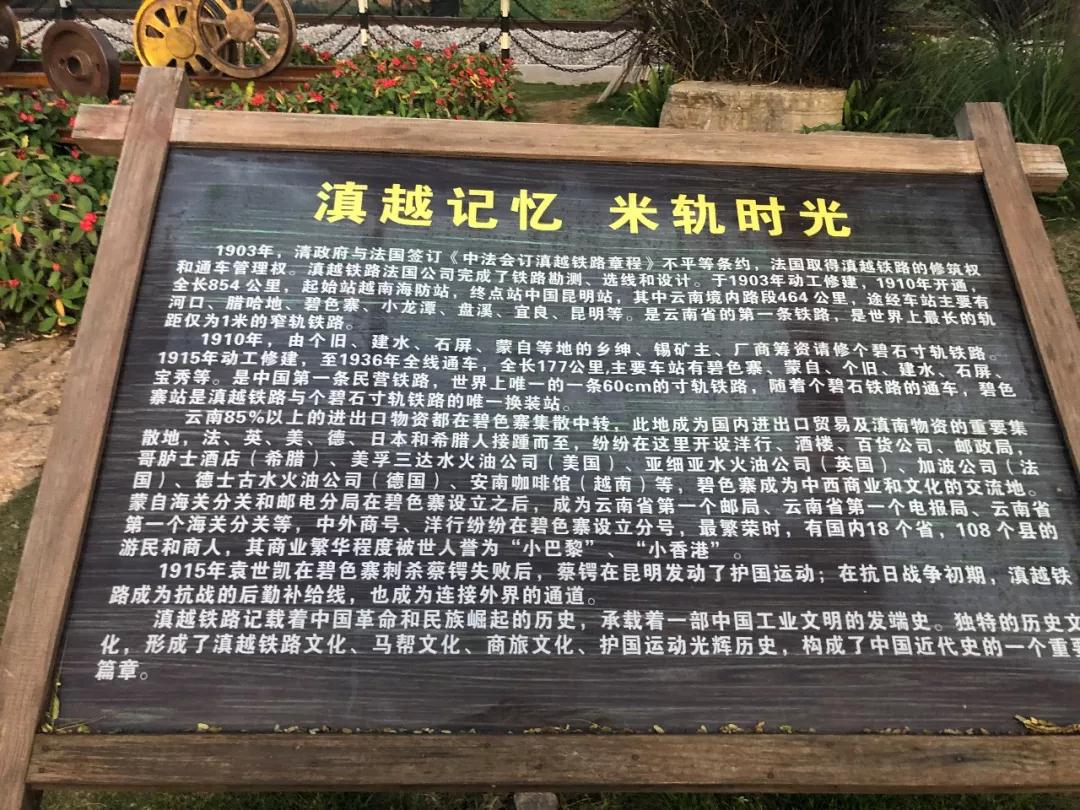 滇越记忆 米轨时光
1903年，清政府与法国签订《中法会订滇越铁路章程》不平等条约，法国取得滇越铁路的修筑权
和通车管理权。滇越铁路法国公司完成了铁路勘测、选线和设计。于1903年动工修建，1910年开通，
全长854公里，起始站越南海防站，终点站中国昆明站，其中云南境内路段464公里，途经车站主要有
河口、腊哈地、碧色寨、小龙潭、盘溪、宜良、昆明等。是云南省的第一条铁路，是世界上最长的轨
距仅为1米的窄轨铁路。
1910年，由个旧、建水、石屏、蒙自等地的乡绅、锡矿主、厂商筹资请修个碧石寸轨铁路。
1915年动工修建，至1936年全线通车，全长177公里,主要车站有碧色寨、蒙自、个旧、建水、石屏、
宝秀等。是中国第一条民营铁路，世界上唯一的一条60cm的寸轨铁路，随着个碧石铁路的通车，碧色
寨站是滇越铁路与个碧石寸轨铁路的唯一换装站。
云南85%以上的进出口物资都在碧色寨集散中转，此地成为国内进出口贸易及滇南物资的重要集
散地，法、英、美、德、日本和希腊人接踵而至，纷纷在这里开设洋行、酒楼、百货公司、邮政局，
哥胪士酒店（希腊）、美孚三达水火油公司（美国）、亚细亚水火油公司（英国）、加波公司（法
国）、德士古水火油公司（德国）、安南咖啡馆（越南）等，碧色寨成为中西商业和文化的交流地。
蒙自海关分关和邮电分局在碧色寨设立之后，成为云南省第一个邮局、云南省第一个电报局、云南省
第一个海关分关等，中外商号、洋行纷纷在碧色寨设立分号，最繁荣时，有国内18个省，108个县的
游民和商人，其商业繁华程度被世人誉为“小巴黎”、“小香港”。
1915年袁世凯在碧色寨刺杀蔡锷失败后，蔡锷在昆明发动了护国运动；在抗日战争初期，滇越铁
路成为抗战的后勤补给线，也成为连接外界的通道。
滇越铁路记载着中国革命和民族崛起的历史，承载着一部中国工业文明的发端史。独特的历史文
化，形成了滇越铁路文化、马帮文化、商旅文化、护国运动光辉历史，构成了中国近代史的一个重要
篇章。